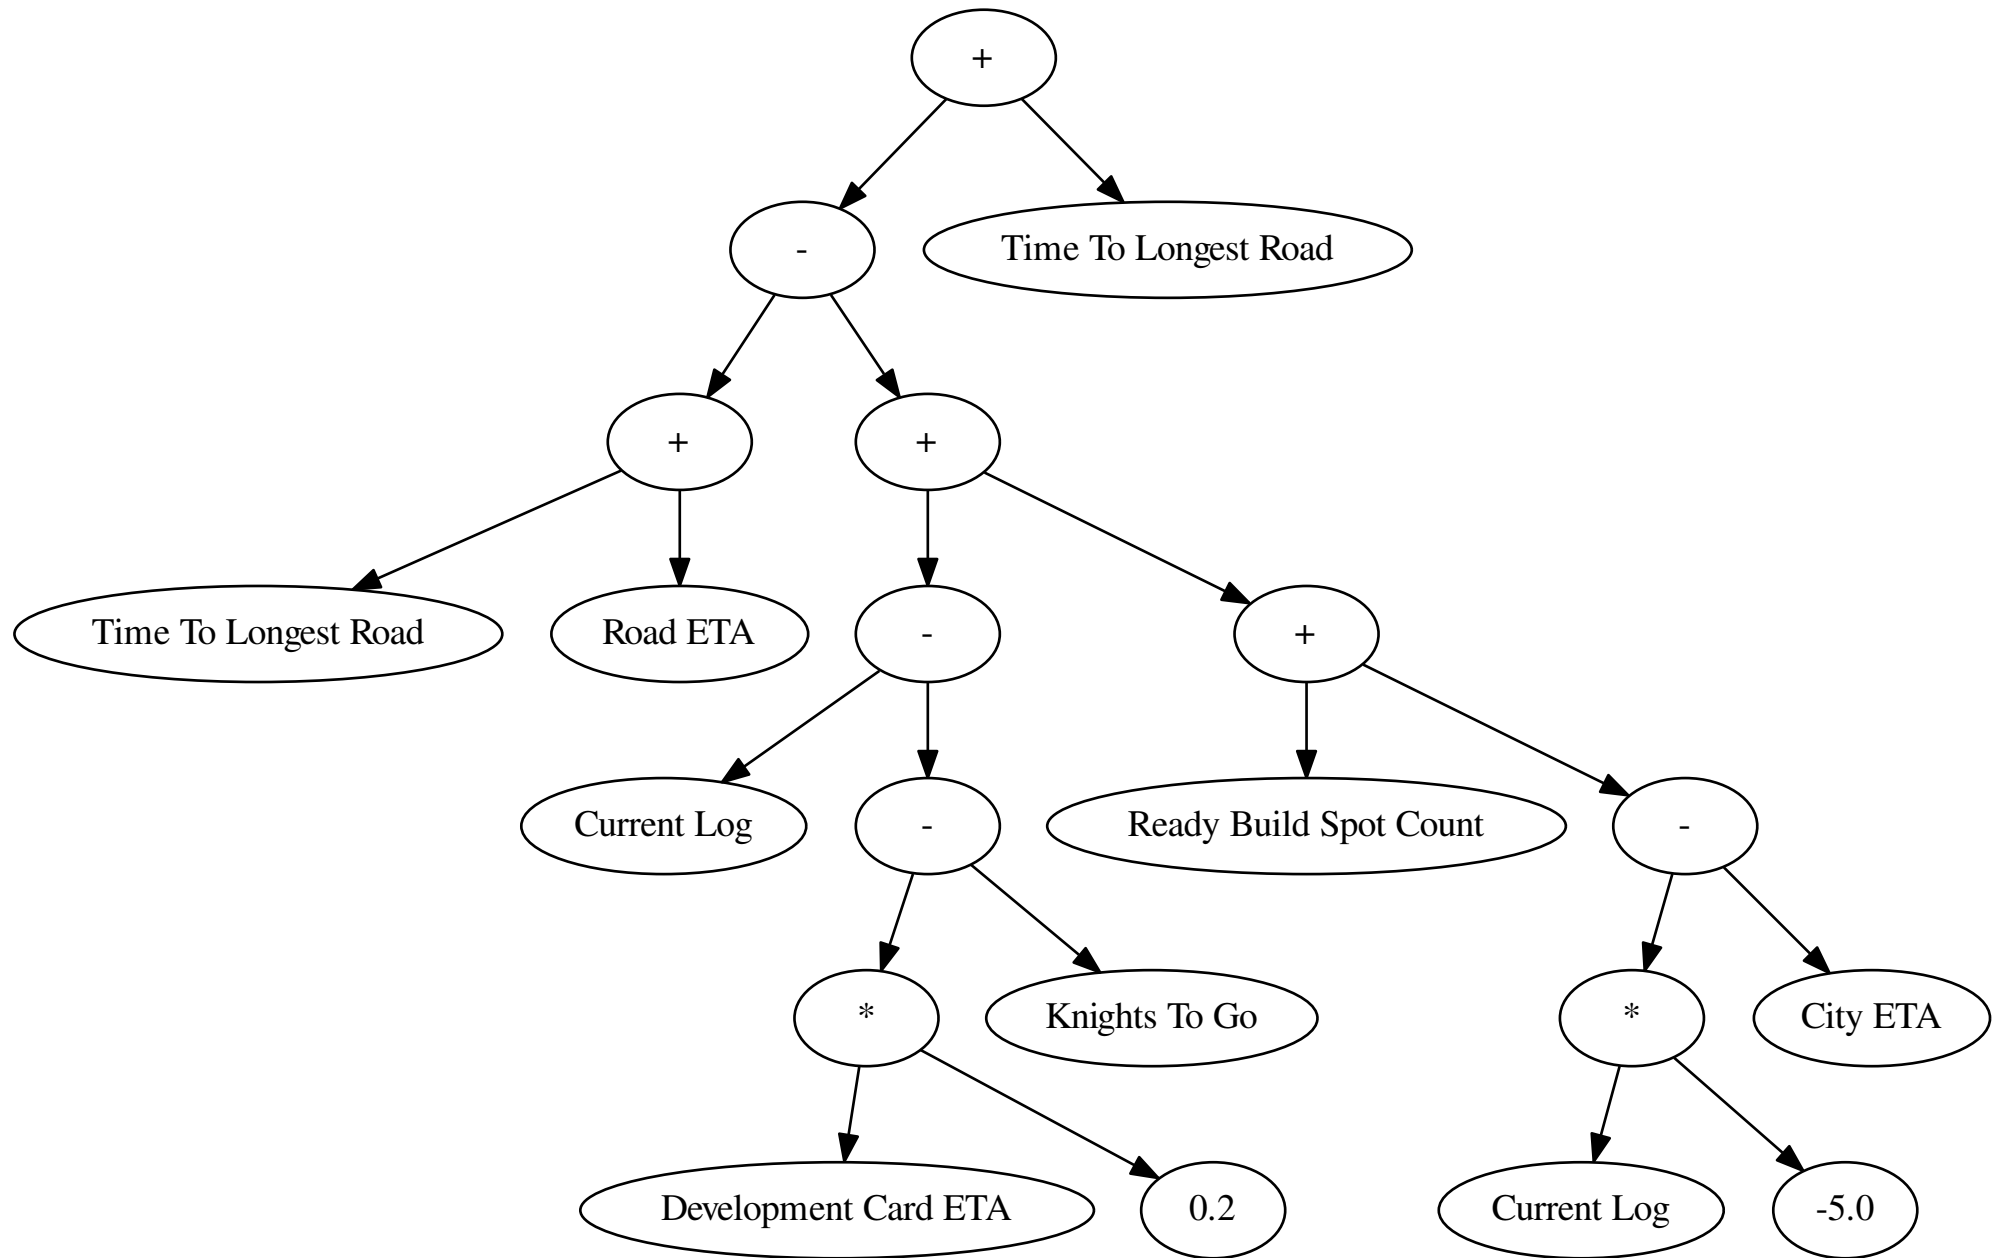 +
-
Time To Longest Road
+
+
Time To Longest Road
Road ETA
-
+
Current Log
-
Ready Build Spot Count
-
*
Knights To Go
*
City ETA
Development Card ETA
0.2
Current Log
-5.0